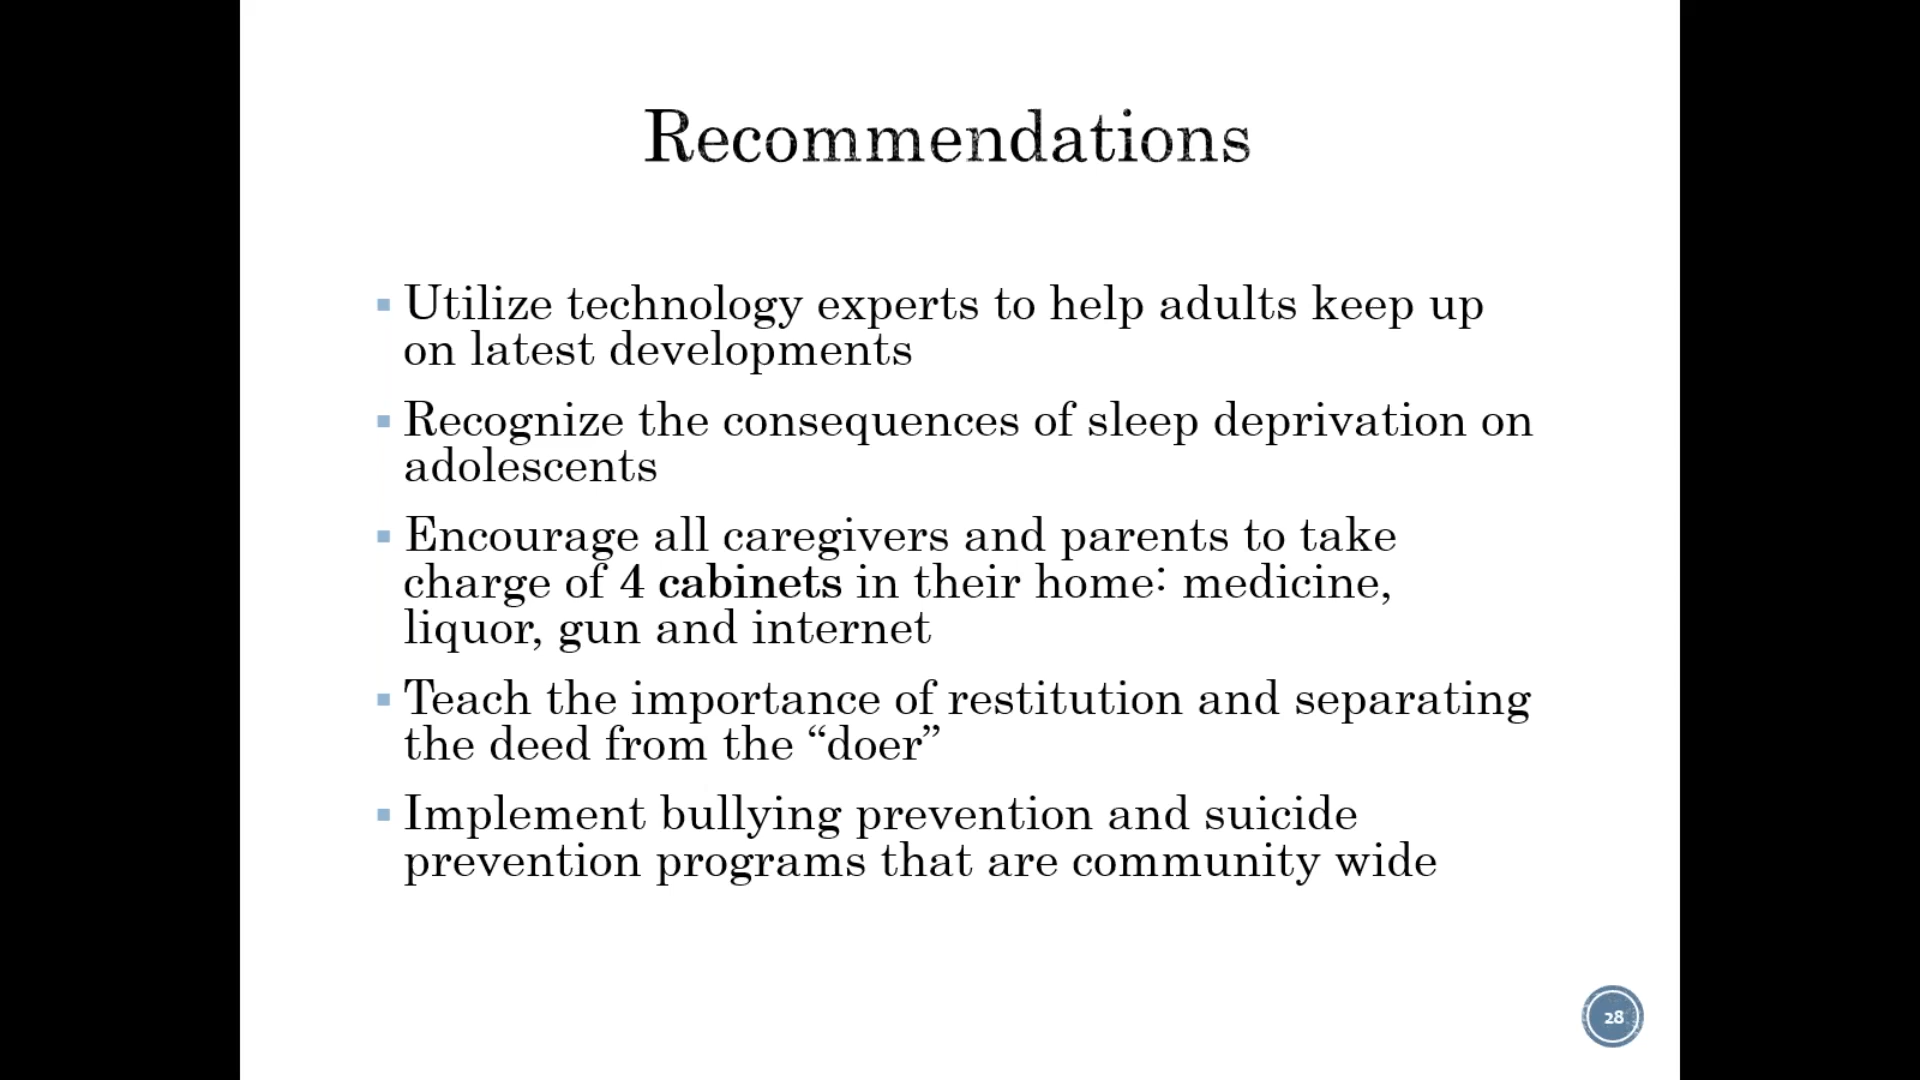 Recommendations
▪ Utilize technology experts to help adults keep up
on latest developments
▪ Recognize the consequences of sleep deprivation on
adolescents
▪ Encourage all caregivers and parents to take
charge of 4 cabinets in their home: medicine,
liquor, gun and internet
▪ Teach the importance of restitution and separating
the deed from the “doer”
▪ Implement bullying prevention and suicide
prevention programs that are community wide
28